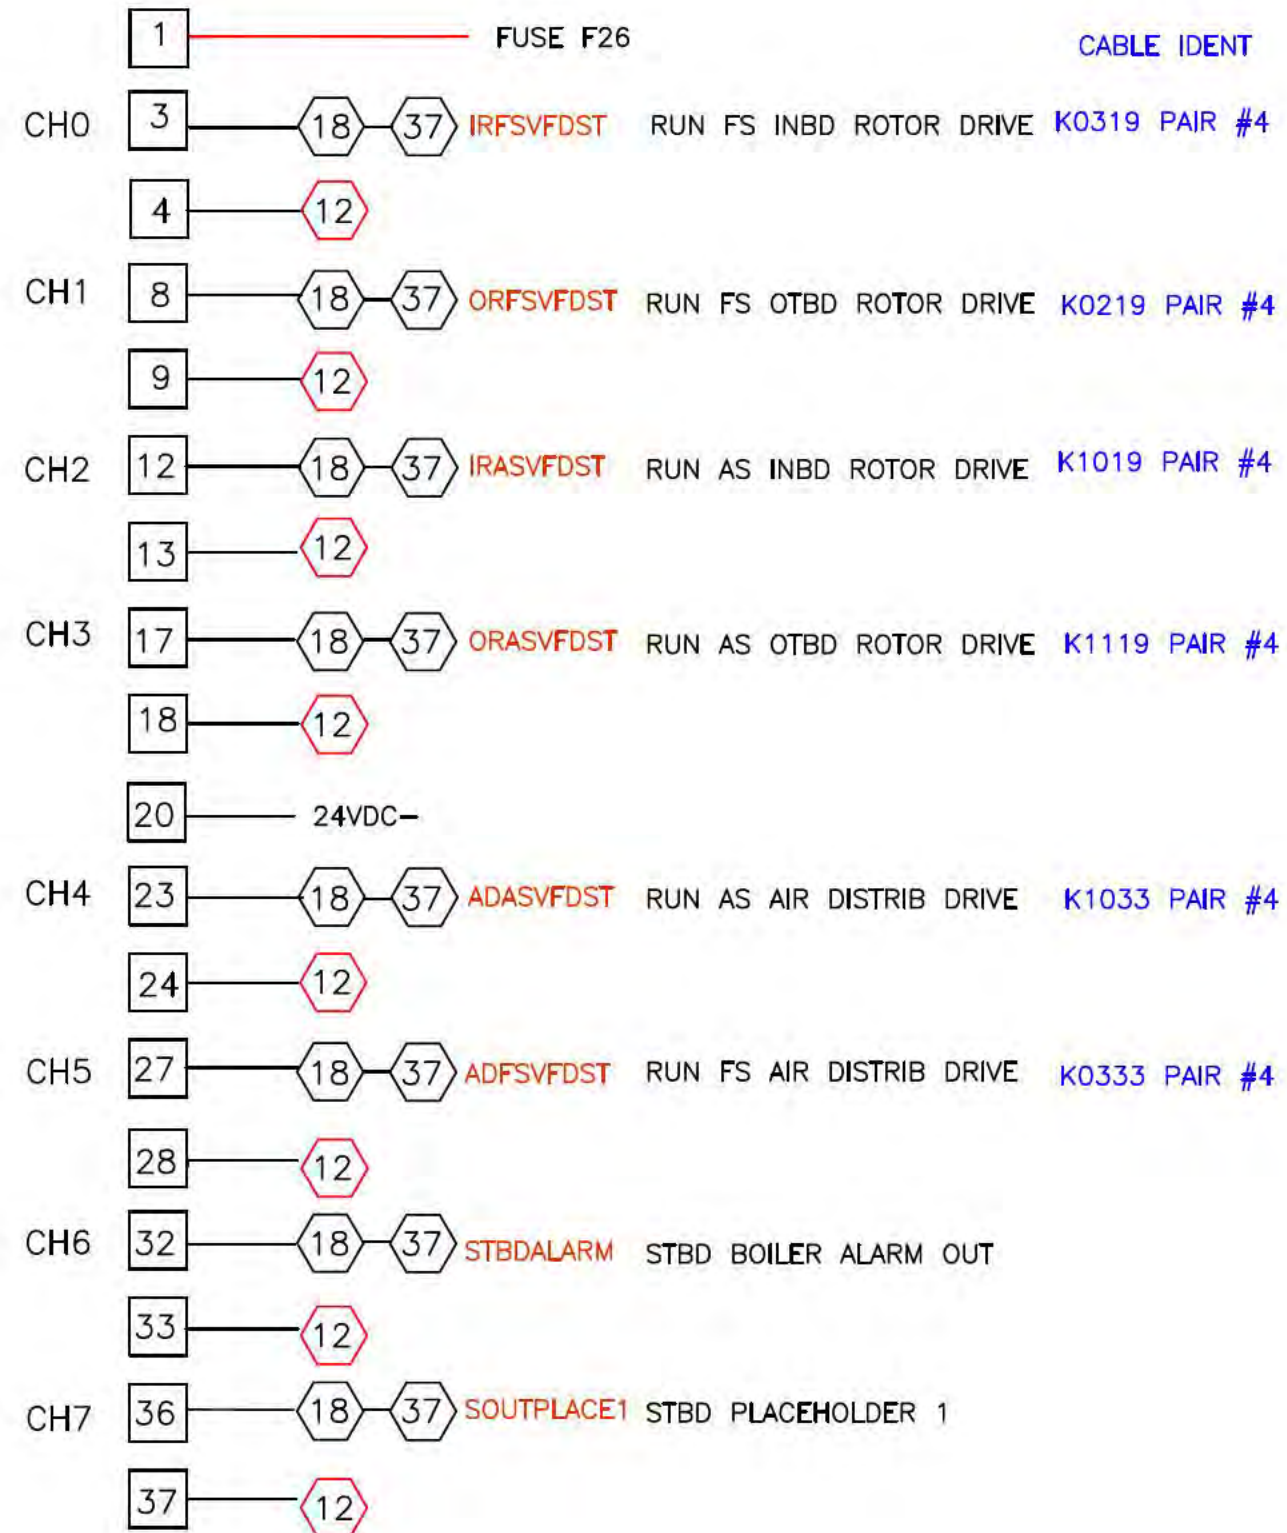 1 FUSE F26 CABLE IDENT
CH0 3 18 37 IRFSVFDST RUN FS INBD ROTOR DRIVE K0319 PAIR #4
4 12
CH1 8 18 37 ORFSVFDST RUN FS OTBD ROTOR DRIVE K0219 PAIR #4
9 12
CH2 12 18 37 IRASVFDST RUN AS INBD ROTOR DRIVE K1019 PAIR #4
13 12
CH3 17 18 37 ORASVFDST RUN AS OTBD ROTOR DRIVE K1119 PAIR #4
18 12
20 24VDC-
CH4 23 18 37 ADASVFDST RUN AS AIR DISTRIB DRIVE K1033 PAIR #4
24 12
CH5 27 18 37 ADFSVFDST RUN FS AIR DISTRIB DRIVE K0333 PAIR #4
28 12
CH6 32 18 37 STBDALARM STBD BOILER ALARM OUT
33 12
CH7 36 18 37 SOUTPLACE1 STBD PLACEHOLDER 1
37 12